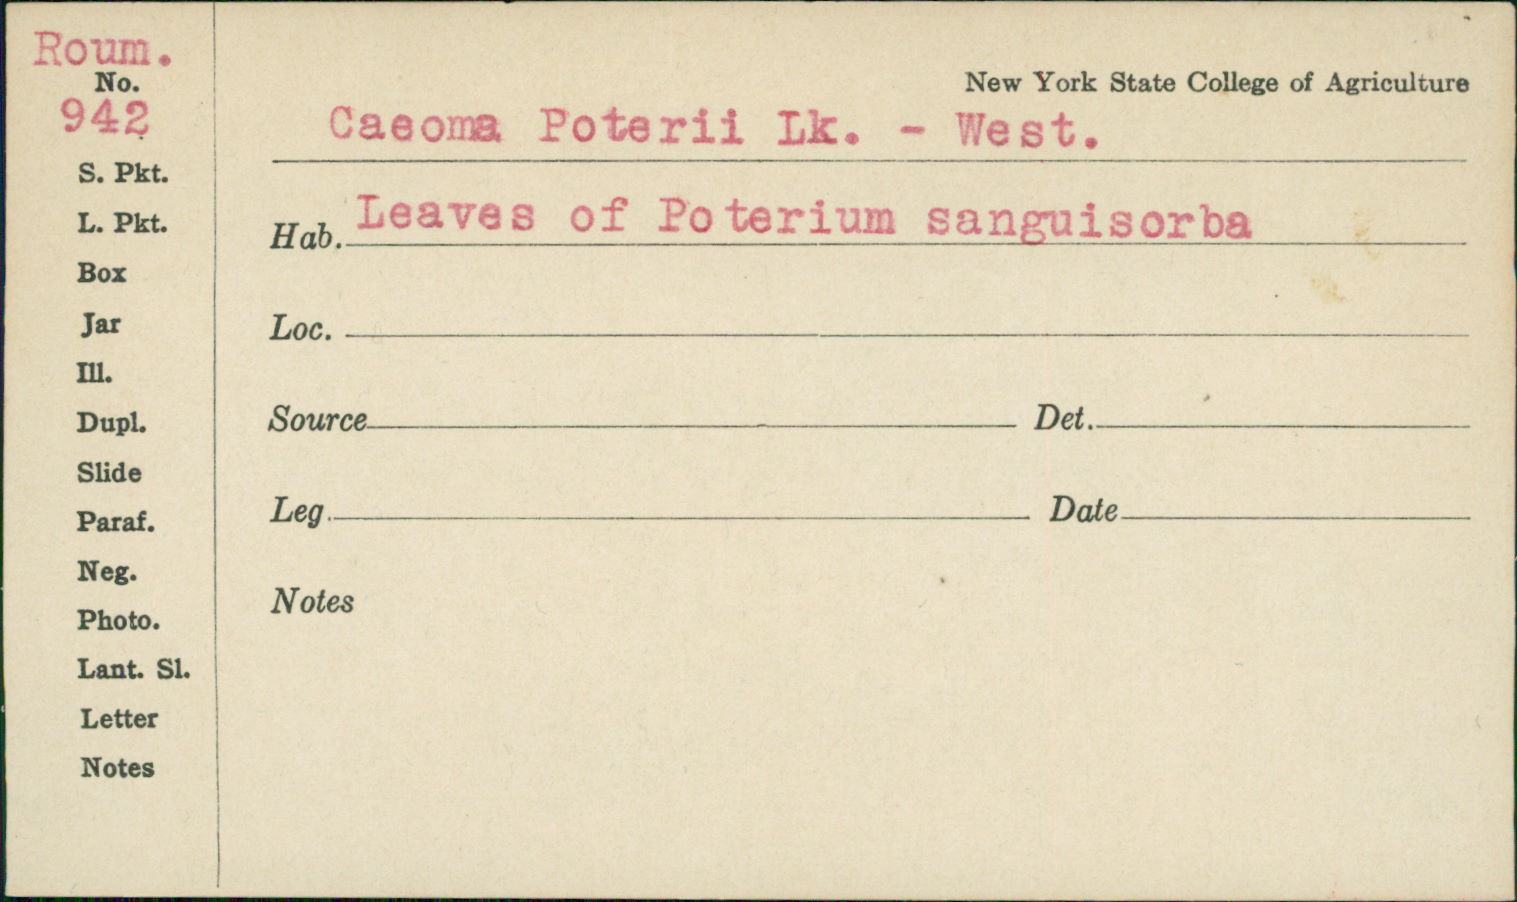 Roum.
No.
942
S. Pkt.
L. Pkt.
Box
Jar
Ill.
Dupl.
Slide
Paraf.
Neg.
Photo.
Lant. Sl.
Letter
Notes
New York State College of Agriculture
Caeoma Poterii Lk. - West.
Hab. Leaves of Poterium sanguisorba
Loc.
Source Det.
Leg. Date
Notes